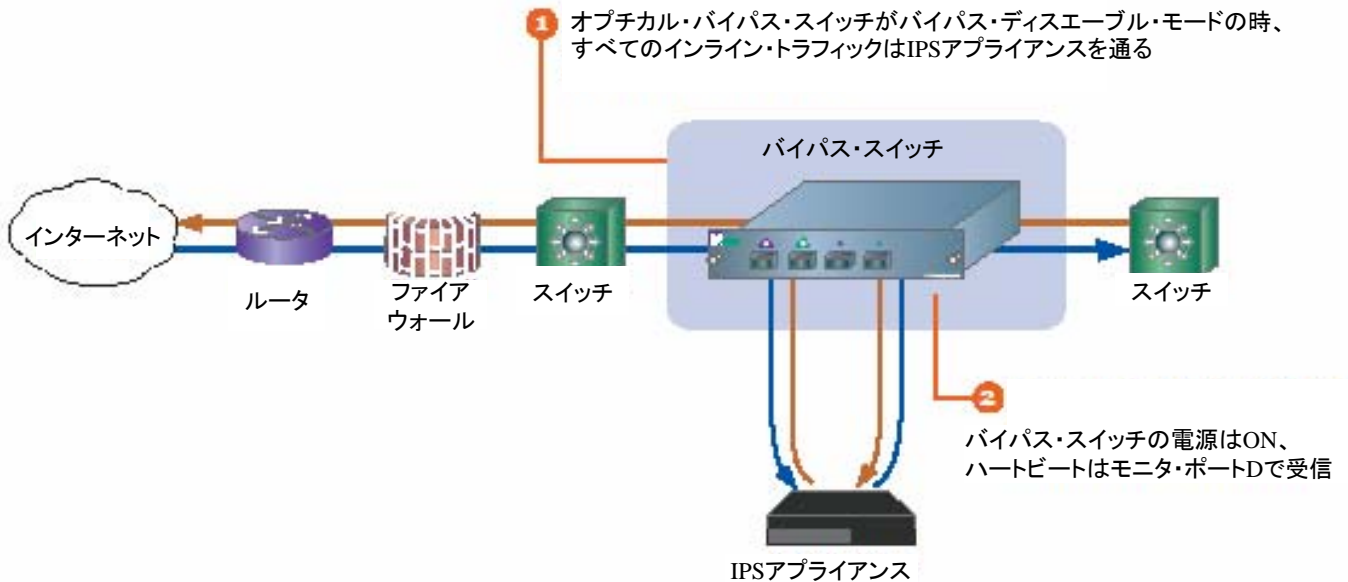 1
オプチカル・バイパス・スイッチがバイパス・ディスエーブル・モードの時、
すべてのインライン・トラフィックはIPSアプライアンスを通る
バイパス・スイッチ
インターネット
ルータ
ファイア
ウォール
スイッチ
スイッチ
2
バイパス・スイッチの電源はON、
ハートビートはモニタ・ポートDで受信
IPSアプライアンス